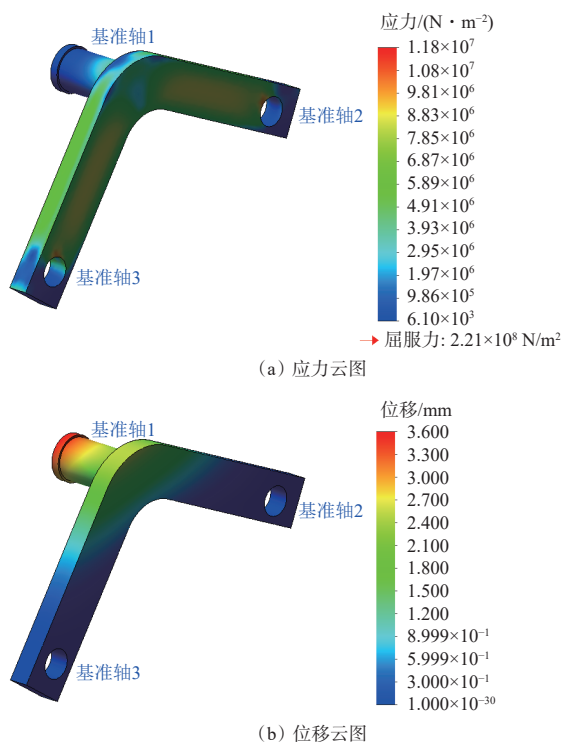 应力/(N·m⁻²)
基准轴1
1.18×10⁷
1.08×10⁷
9.81×10⁶
8.83×10⁶
7.85×10⁶
6.87×10⁶
5.89×10⁶
4.91×10⁶
3.93×10⁶
2.95×10⁶
1.97×10⁶
9.86×10⁵
6.10×10³
基准轴2
基准轴3
屈服力: 2.21×10⁸ N/m²
(a) 应力云图
位移/mm
基准轴1
3.600
3.300
3.000
2.700
2.400
2.100
1.800
1.500
1.200
8.999×10⁻¹
5.999×10⁻¹
3.000×10⁻¹
1.000×10⁻³⁰
基准轴2
基准轴3
(b) 位移云图